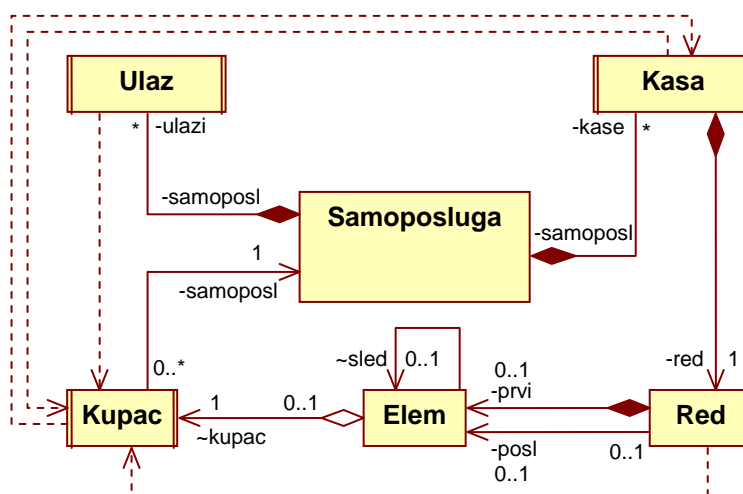 Ulaz
Kasa
* -ulazi
-kase *
-samoposl
Samoposluga
-samoposl
1
-samoposl
~sled 0..1
0..1
-red 1
0..*
-prvi
1 0..1
Kupac
Elem
Red
~kupac
-posl 0..1
0..1